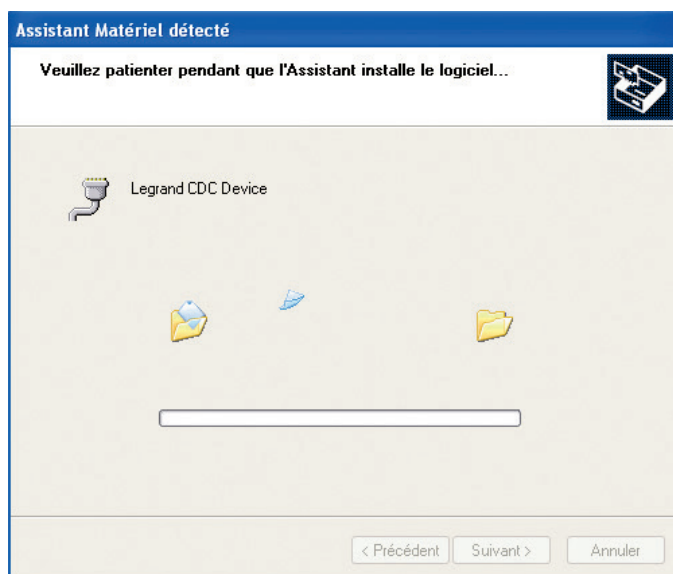 Assistant Matériel détecté
Veuillez patienter pendant que l'Assistant installe le logiciel...
Legrand CDC Device
< Précédent Suivant > Annuler